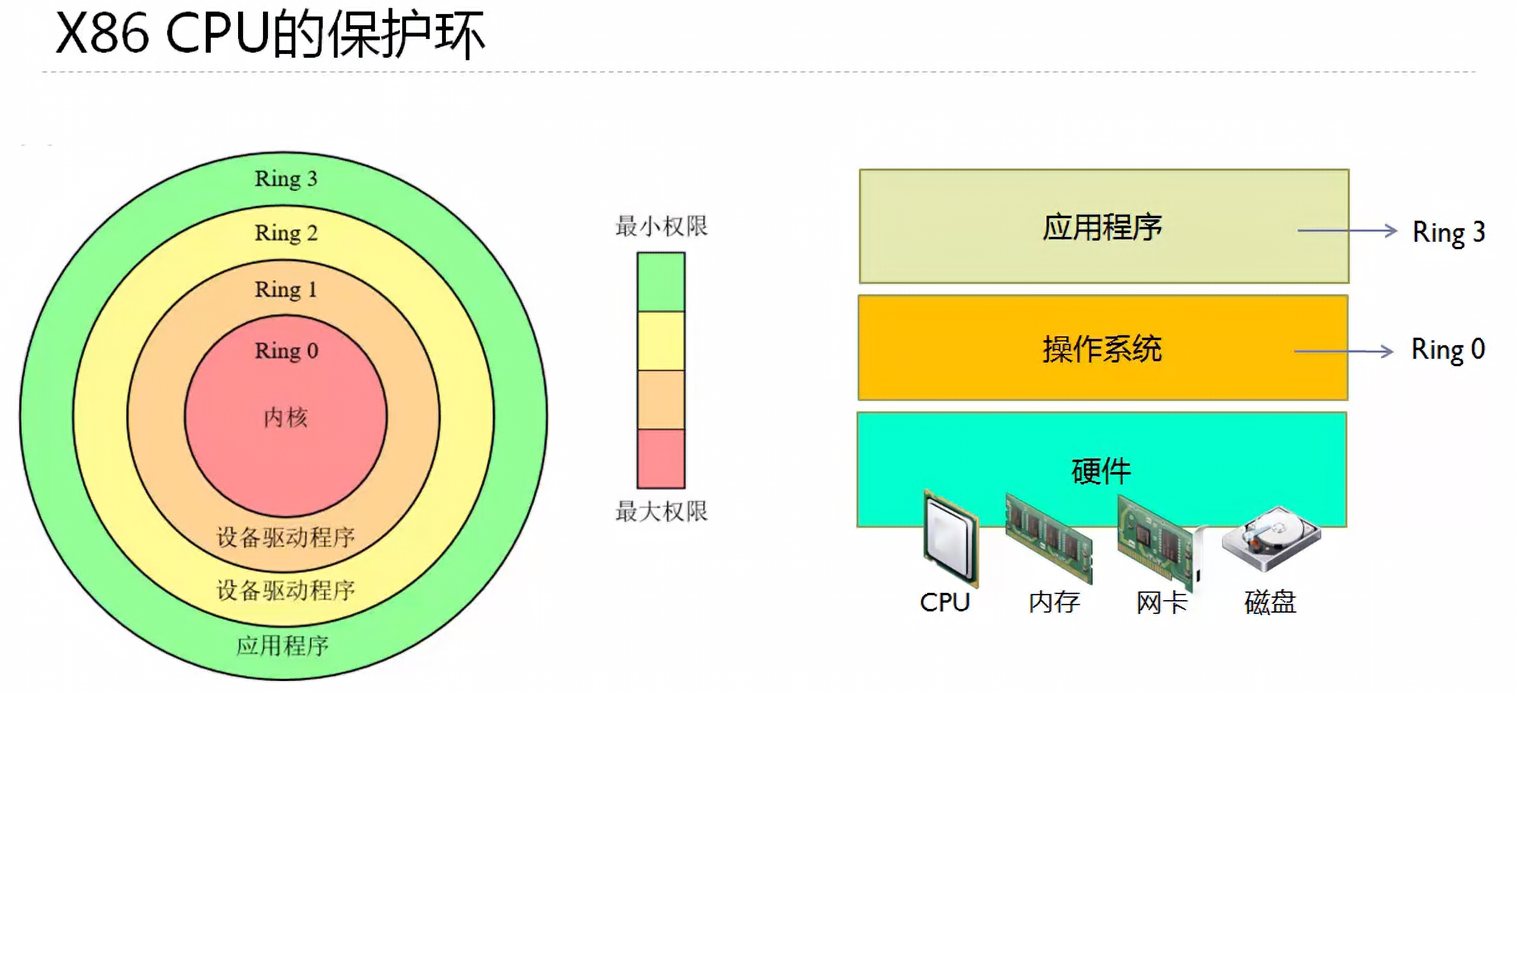 X86 CPU的保护环
Ring 3
Ring 2
Ring 1
Ring 0
内核
设备驱动程序
设备驱动程序
应用程序
最小权限
最大权限
应用程序
Ring 3
操作系统
Ring 0
硬件
CPU
内存
网卡
磁盘